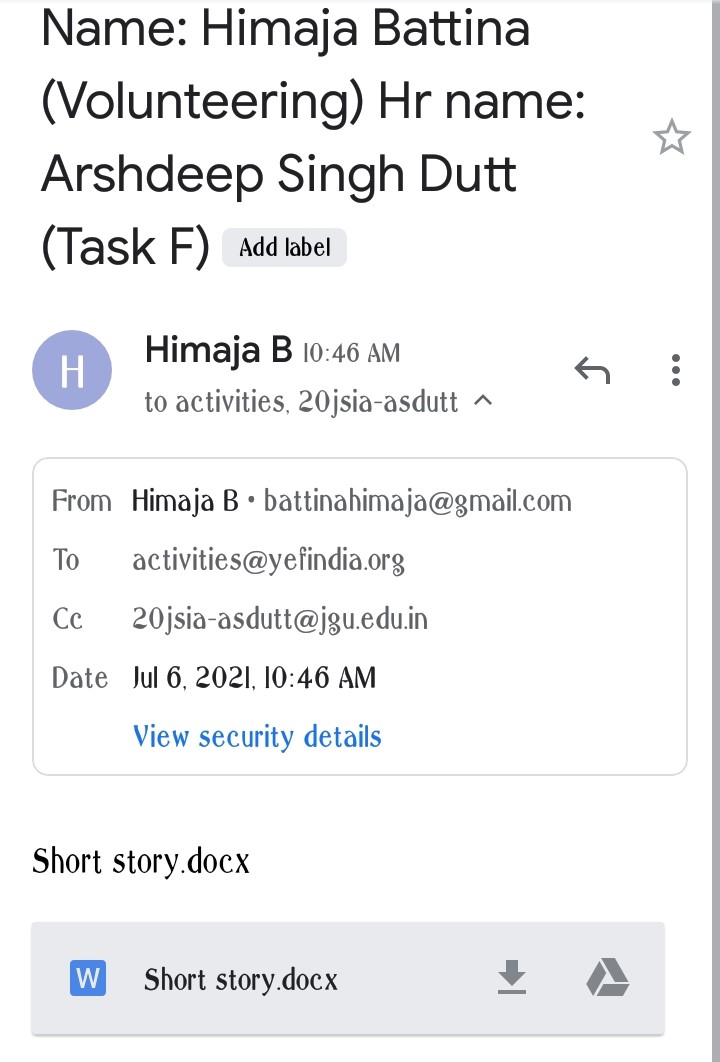 Name: Himaja Battina
(Volunteering) Hr name:
Arshdeep Singh Dutt
(Task F) Add label
H
Himaja B 10:46 AM
to activities, 20jsia-asdutt
From Himaja B • battinahimaja@gmail.com
To activities@yefindia.org
Cc 20jsia-asdutt@jgu.edu.in
Date Jul 6, 2021, 10:46 AM
View security details
Short story.docx
W Short story.docx